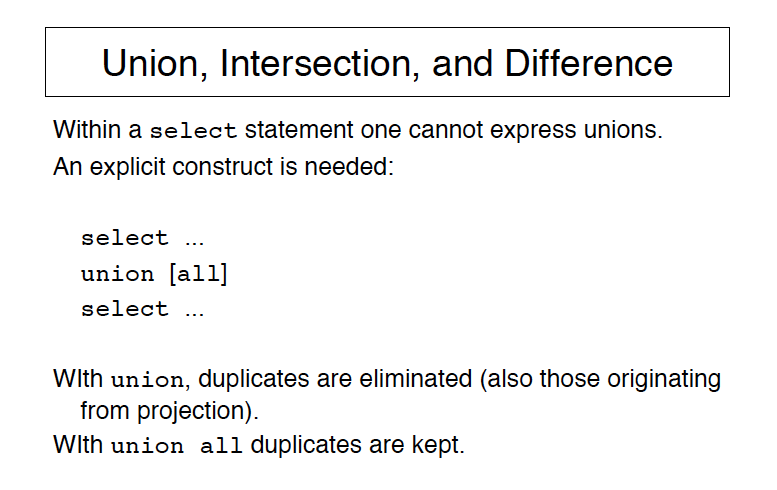 Union, Intersection, and Difference
Within a select statement one cannot express unions.
An explicit construct is needed:
select ...
union [all]
select ...
WIth union, duplicates are eliminated (also those originating
from projection).
WIth union all duplicates are kept.